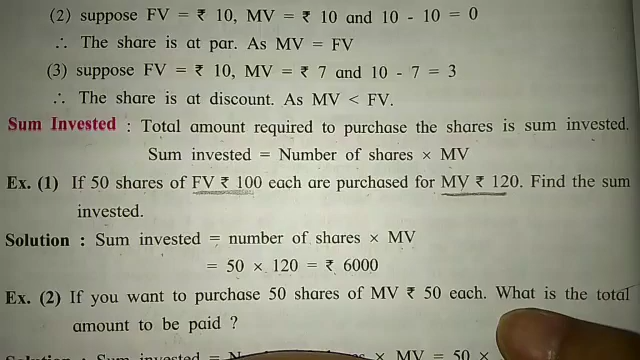 (2) suppose FV = ₹ 10, MV = ₹ 10 and 10 - 10 = 0
∴ The share is at par. As MV = FV
(3) suppose FV = ₹ 10, MV = ₹ 7 and 10 - 7 = 3
∴ The share is at discount. As MV < FV.
Sum Invested : Total amount required to purchase the shares is sum invested.
Sum invested = Number of shares × MV
Ex. (1) If 50 shares of FV ₹ 100 each are purchased for MV ₹ 120. Find the sum
invested.
Solution : Sum invested = number of shares × MV
= 50 × 120 = ₹ 6000
Ex. (2) If you want to purchase 50 shares of MV ₹ 50 each. What is the total
amount to be paid ?
Solution : Sum invested = × MV = 50 ×